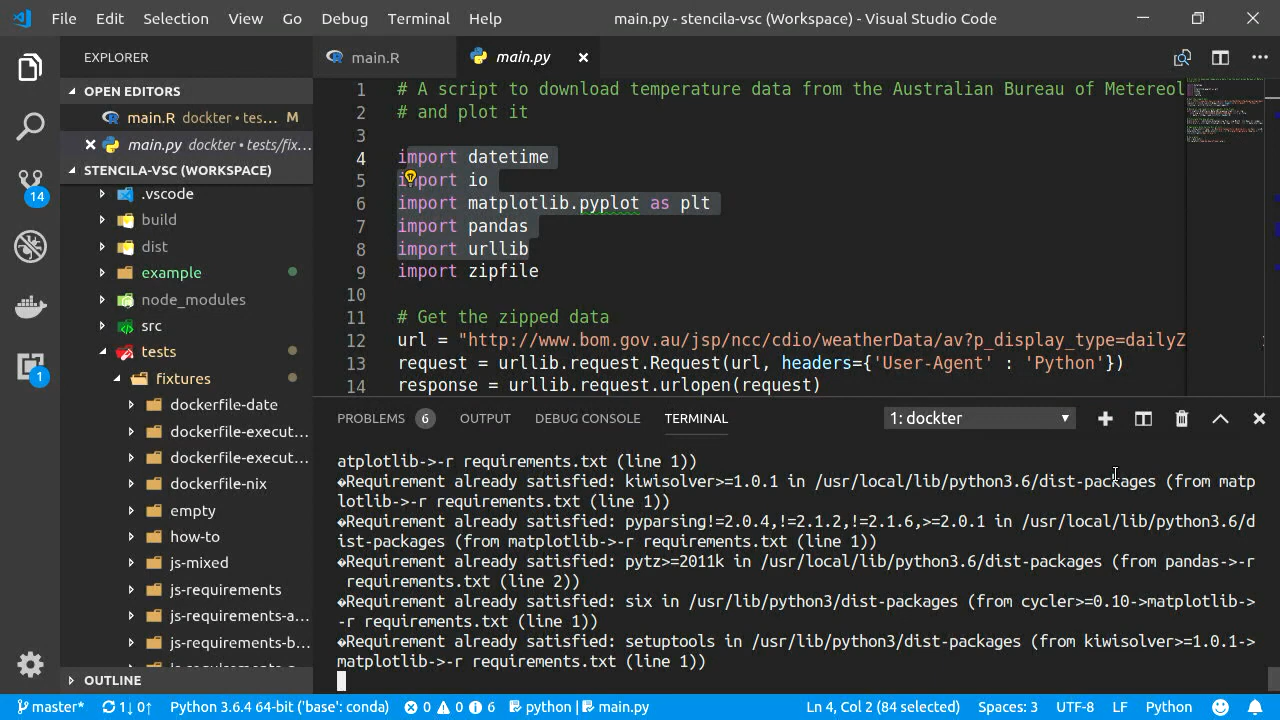 File Edit Selection View Go Debug Terminal Help main.py - stencila-vsc (Workspace) - Visual Studio Code
EXPLORER
OPEN EDITORS
main.R dockter • tes... M
main.py dockter • tests/fix...
STENCILA-VSC (WORKSPACE)
.vscode
build
dist
example
node_modules
src
tests
fixtures
dockerfile-date
dockerfile-execut...
dockerfile-execut...
dockerfile-nix
empty
how-to
js-mixed
js-requirements
js-requirements-a...
js-requirements-b...
OUTLINE
14
1
main.R main.py
1 # A script to download temperature data from the Australian Bureau of Metereol
2 # and plot it
3
4 import datetime
5 import io
6 import matplotlib.pyplot as plt
7 import pandas
8 import urllib
9 import zipfile
10
11 # Get the zipped data
12 url = "http://www.bom.gov.au/jsp/ncc/cdio/weatherData/av?p_display_type=dailyZ
13 request = urllib.request.Request(url, headers={'User-Agent' : 'Python'})
14 response = urllib.request.urlopen(request)
PROBLEMS 6 OUTPUT DEBUG CONSOLE TERMINAL 1: dockter
atplotlib->-r requirements.txt (line 1))
�Requirement already satisfied: kiwisolver>=1.0.1 in /usr/local/lib/python3.6/dist-packages (from matp
lotlib->-r requirements.txt (line 1))
�Requirement already satisfied: pyparsing!=2.0.4,!=2.1.2,!=2.1.6,>=2.0.1 in /usr/local/lib/python3.6/d
ist-packages (from matplotlib->-r requirements.txt (line 1))
�Requirement already satisfied: pytz>=2011k in /usr/local/lib/python3.6/dist-packages (from pandas->-r
requirements.txt (line 2))
�Requirement already satisfied: six in /usr/lib/python3/dist-packages (from cycler>=0.10->matplotlib->
-r requirements.txt (line 1))
�Requirement already satisfied: setuptools in /usr/lib/python3/dist-packages (from kiwisolver>=1.0.1->
matplotlib->-r requirements.txt (line 1))
master* 1↓ 0↑ Python 3.6.4 64-bit ('base': conda) 0 0 6 python | main.py Ln 4, Col 2 (84 selected) Spaces: 3 UTF-8 LF Python 1